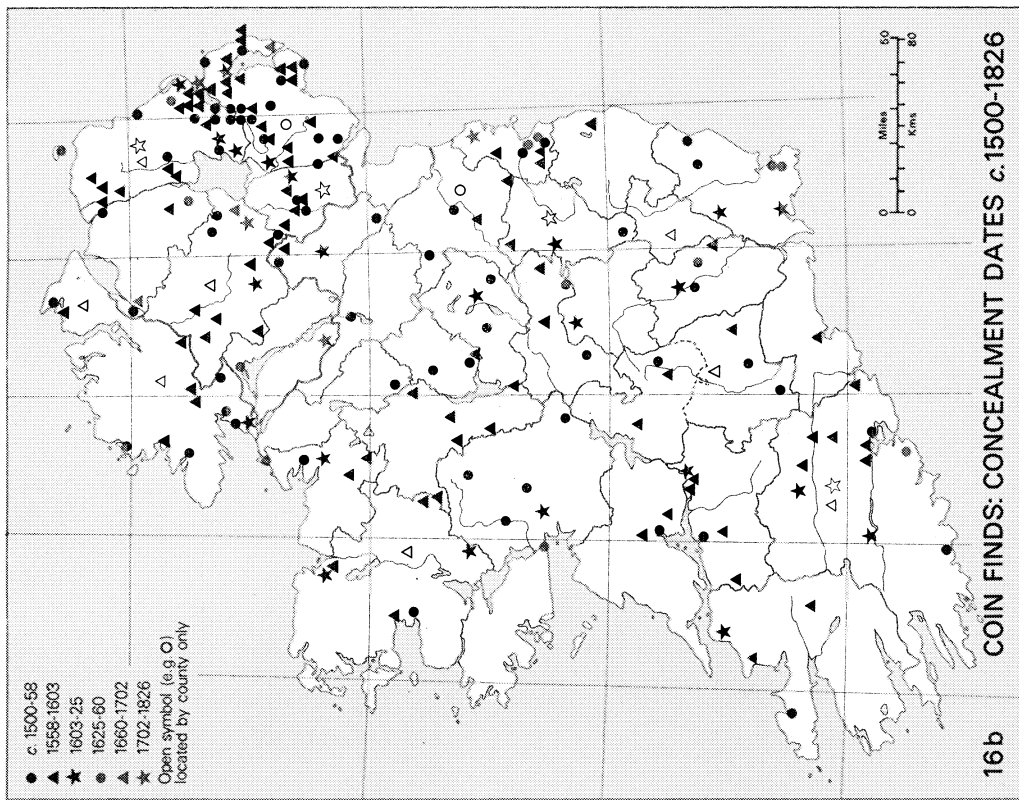 ● c. 1500-58
▲ 1558-1603
★ 1603-25
● 1625-60
▲ 1660-1702
★ 1702-1826
Open symbol (e.g. O)
located by county only
0 Miles 50
0 Kms 80
16b COIN FINDS: CONCEALMENT DATES c.1500-1826